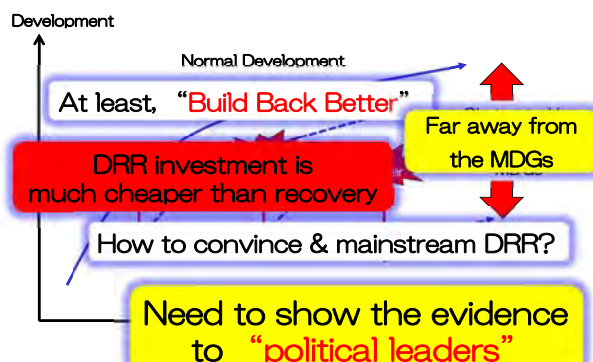 Development
Normal Development
At least, “Build Back Better”
Far away from
the MDGs
DRR investment is
much cheaper than recovery
How to convince & mainstream DRR?
Need to show the evidence
to “political leaders”